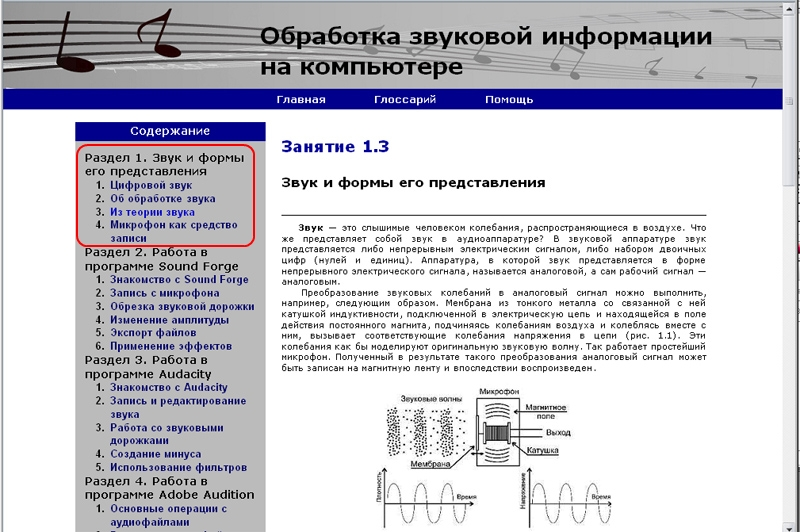 Обработка звуковой информации
на компьютере
Главная Глоссарий Помощь
Содержание
Раздел 1. Звук и формы
его представления
1. Цифровой звук
2. Об обработке звука
3. Из теории звука
4. Микрофон как средство
записи
Раздел 2. Работа в
программе Sound Forge
1. Знакомство с Sound Forge
2. Запись с микрофона
3. Обрезка звуковой дорожки
4. Изменение амплитуды
5. Экспорт файлов
6. Применение эффектов
Раздел 3. Работа в
программе Audacity
1. Знакомство с Audacity
2. Запись и редактирование
звука
3. Работа со звуковыми
дорожками
4. Создание минуса
5. Использование фильтров
Раздел 4. Работа в
программе Adobe Audition
1. Основные операции с
аудиофайлами
Занятие 1.3
Звук и формы его представления
Звук — это слышимые человеком колебания, распространяющиеся в воздухе. Что
же представляет собой звук в аудиоаппаратуре? В звуковой аппаратуре звук
представляется либо непрерывным электрическим сигналом, либо набором двоичных
цифр (нулей и единиц). Аппаратура, в которой звук представляется в форме
непрерывного электрического сигнала, называется аналоговой, а сам рабочий сигнал —
аналоговым.
Преобразование звуковых колебаний в аналоговый сигнал можно выполнить,
например, следующим образом. Мембрана из тонкого металла со связанной с ней
катушкой индуктивности, подключенной в электрическую цепь и находящейся в поле
действия постоянного магнита, подчиняясь колебаниям воздуха и колеблясь вместе с
ним, вызывает соответствующие колебания напряжения в цепи (рис. 1.1). Эти
колебания как бы моделируют оригинальную звуковую волну. Так работает простейший
микрофон. Полученный в результате такого преобразования аналоговый сигнал может
быть записан на магнитную ленту и впоследствии воспроизведен.
Микрофон
Звуковые волны
Магнитное
поле
Выход
Катушка
Мембрана
Плотность
Время
Напряжение
Время